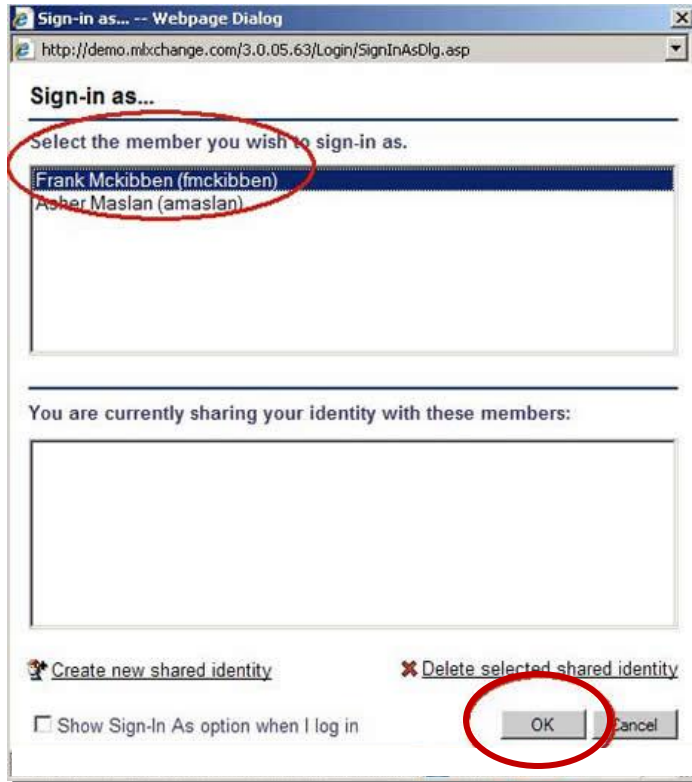 Sign-in as... -- Webpage Dialog
http://demo.mlxchange.com/3.0.05.63/Login/SignInAsDlg.asp
Sign-in as...
Select the member you wish to sign-in as.
Frank Mckibben (fmckibben)
Asher Maslan (amaslan)
You are currently sharing your identity with these members:
Create new shared identity
Delete selected shared identity
Show Sign-In As option when I log in
OK
Cancel